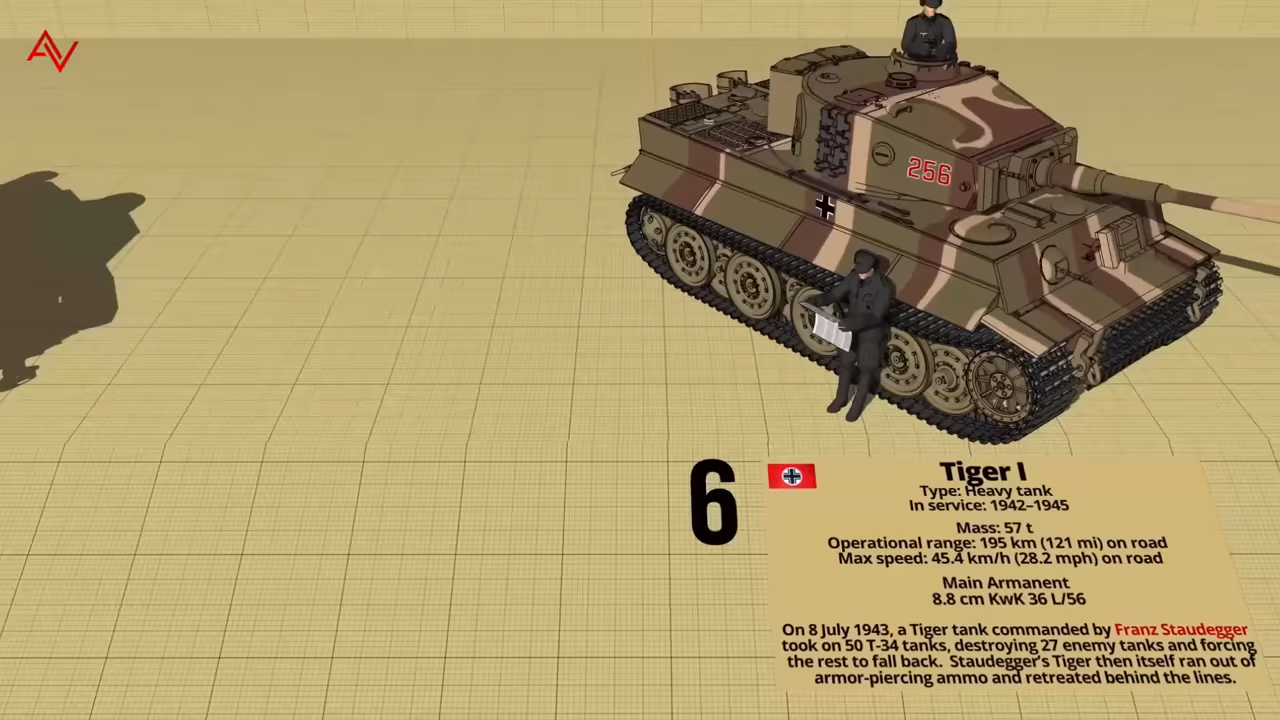 AV
256
6
Tiger I
Type: Heavy tank
In service: 1942–1945
Mass: 57 t
Operational range: 195 km (121 mi) on road
Max speed: 45.4 km/h (28.2 mph) on road
Main Armanent
8.8 cm KwK 36 L/56
On 8 July 1943, a Tiger tank commanded by Franz Staudegger
took on 50 T-34 tanks, destroying 27 enemy tanks and forcing
the rest to fall back. Staudegger's Tiger then itself ran out of
armor-piercing ammo and retreated behind the lines.